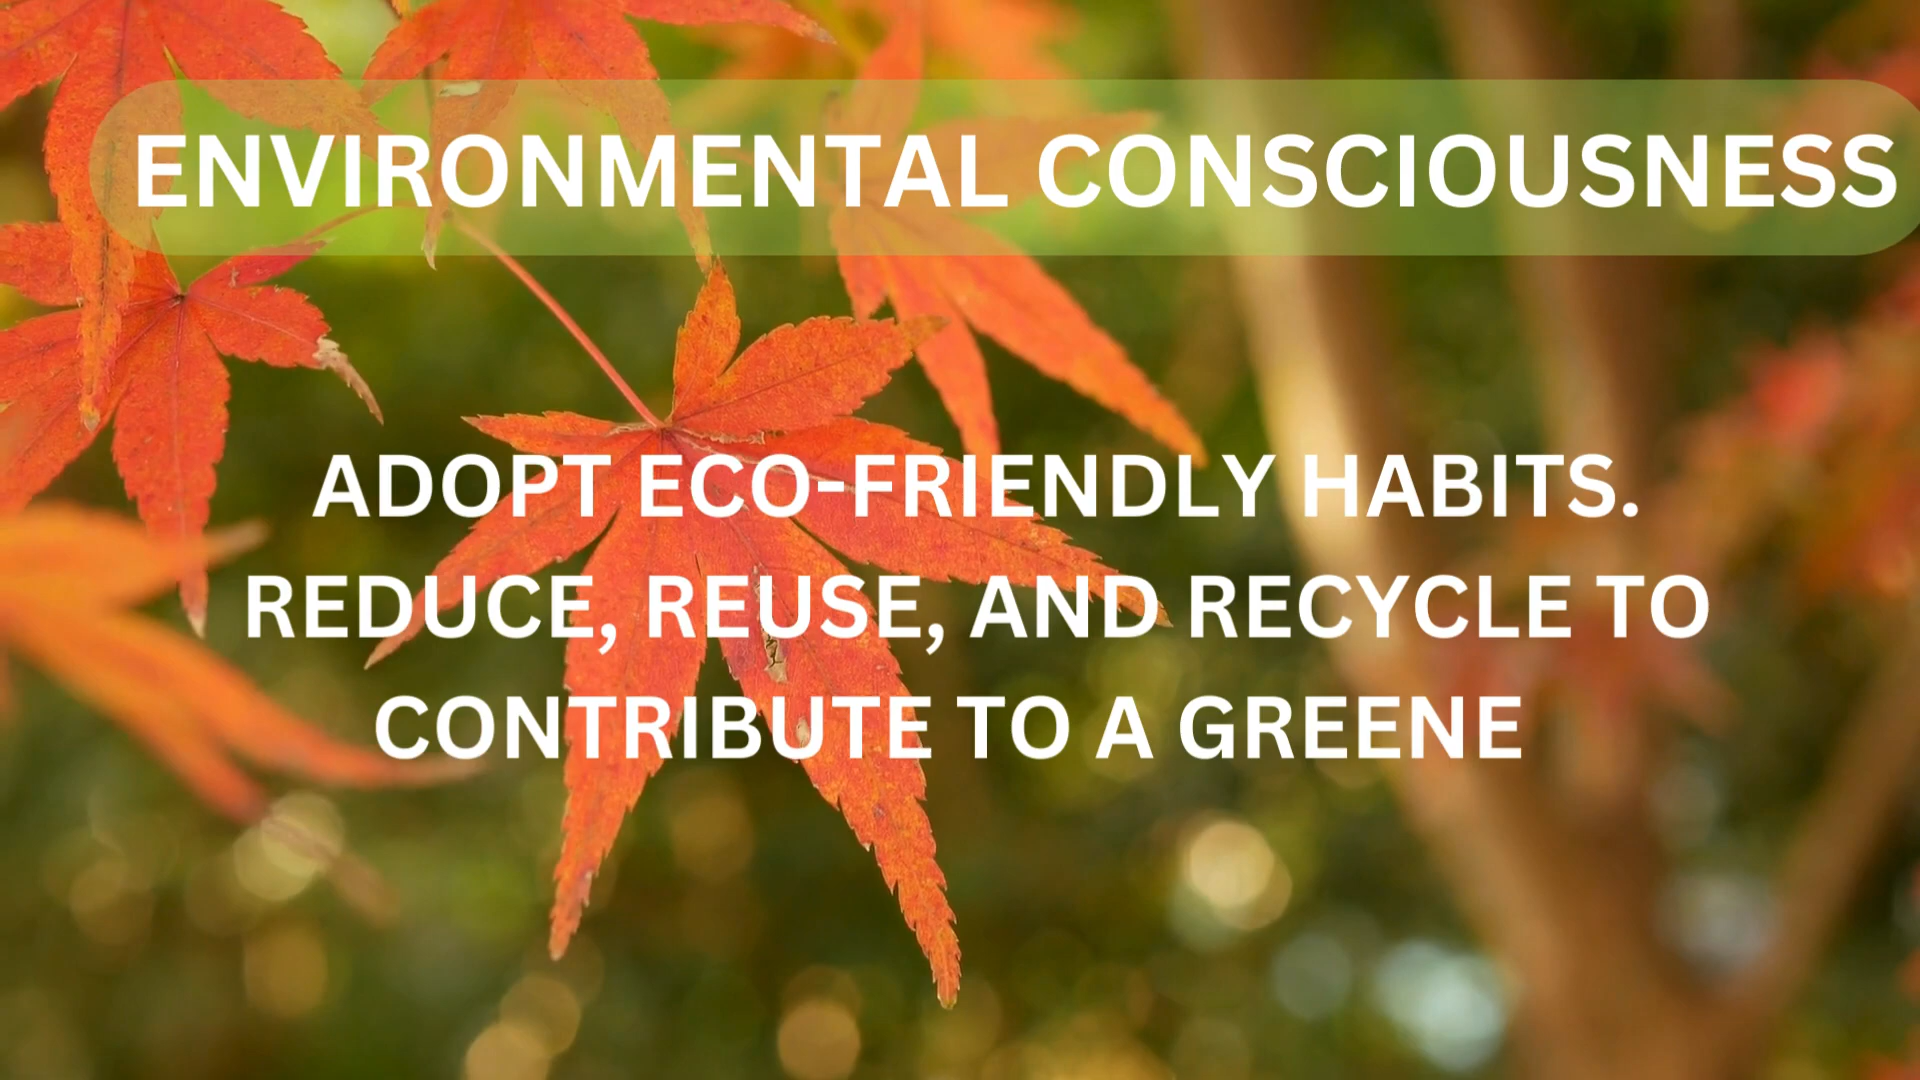 ENVIRONMENTAL CONSCIOUSNESS
ADOPT ECO-FRIENDLY HABITS.
REDUCE, REUSE, AND RECYCLE TO
CONTRIBUTE TO A GREENE